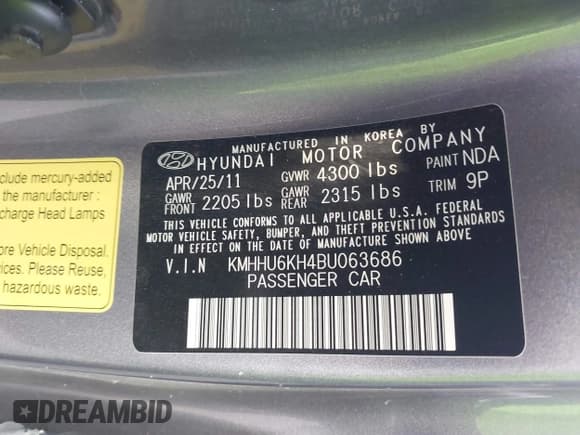 MANUFACTURED IN KOREA BY
HYUNDAI MOTOR COMPANY
APR/25/11 GVWR 4300 lbs PAINT NDA
GAWR FRONT 2205 lbs GAWR REAR 2315 lbs TRIM 9P
THIS VEHICLE CONFORMS TO ALL APPLICABLE U.S.A. FEDERAL
MOTOR VEHICLE SAFETY, BUMPER, AND THEFT PREVENTION STANDARDS
IN EFFECT ON THE DATE OF MANUFACTURE SHOWN ABOVE.
V.I.N KMHHU6KH4BU063686
PASSENGER CAR
clude mercury-added
the manufacturer :
charge Head Lamps
ore Vehicle Disposal.
vices. Please Reuse,
hazardous waste.
DREAMBID